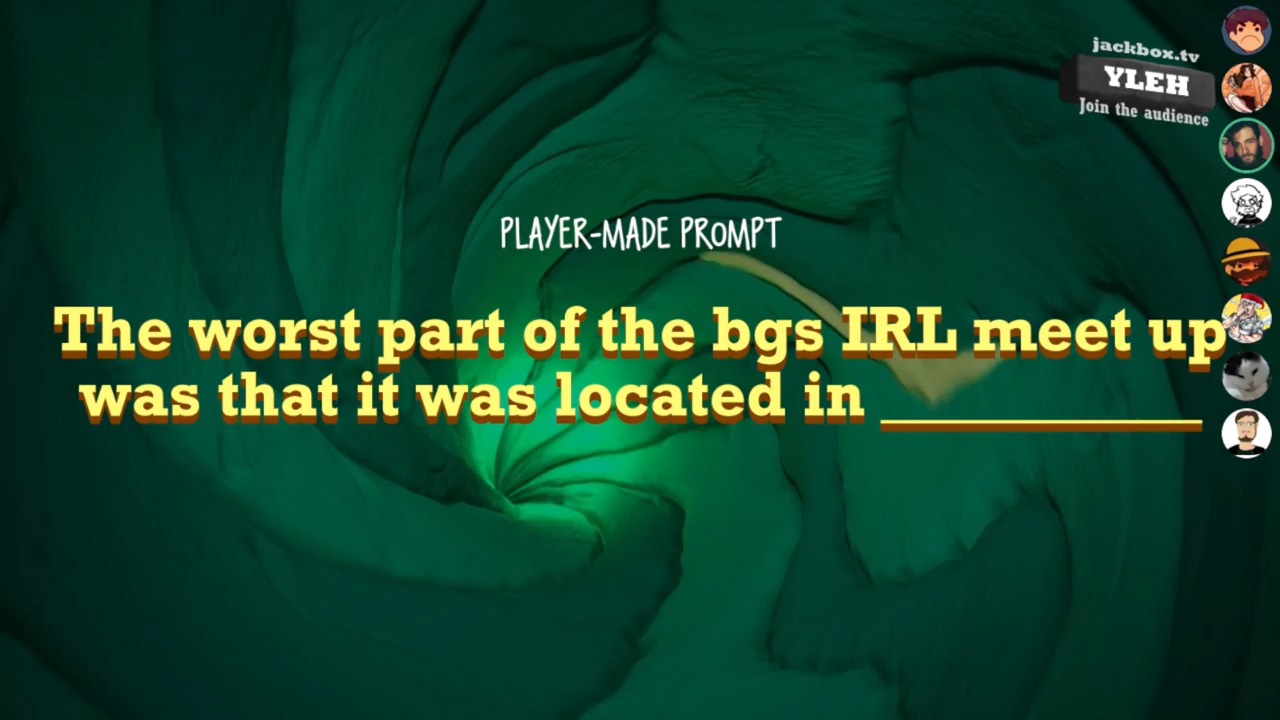 jackbox.tv
YLEH
Join the audience
PLAYER-MADE PROMPT
The worst part of the bgs IRL meet up
was that it was located in ____________